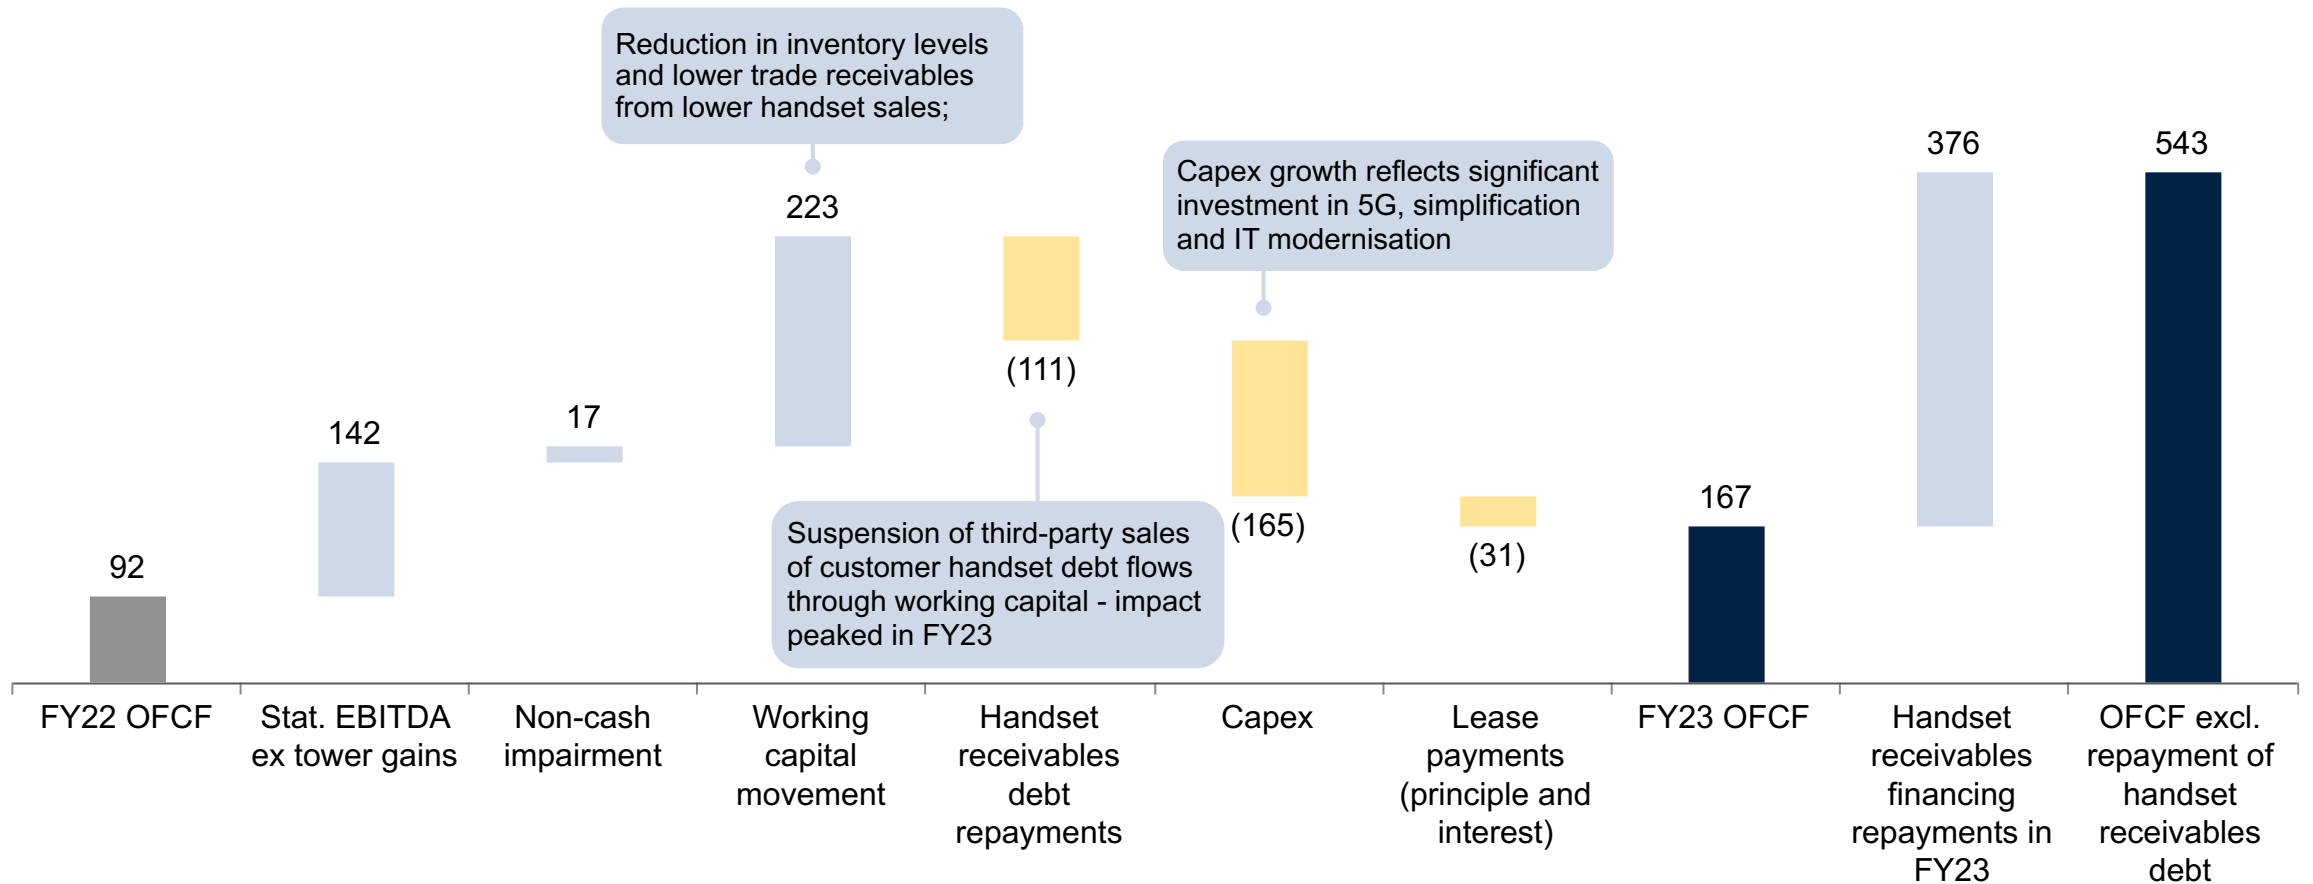 Reduction in inventory levels
and lower trade receivables
from lower handset sales;
Capex growth reflects significant
investment in 5G, simplification
and IT modernisation
Suspension of third-party sales
of customer handset debt flows
through working capital - impact
peaked in FY23
92
142
17
223
(111)
(165)
(31)
167
376
543
FY22 OFCF
Stat. EBITDA
ex tower gains
Non-cash
impairment
Working
capital
movement
Handset
receivables
debt
repayments
Capex
Lease
payments
(principle and
interest)
FY23 OFCF
Handset
receivables
financing
repayments in
FY23
OFCF excl.
repayment of
handset
receivables
debt